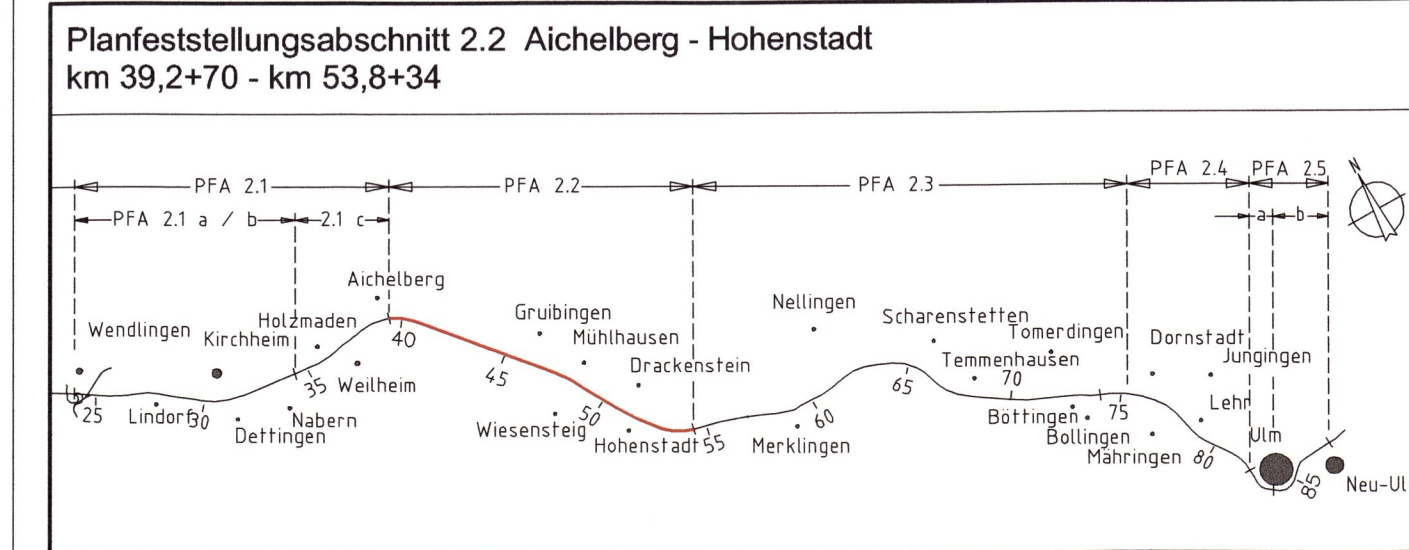 Planfeststellungsabschnitt 2.2 Aichelberg - Hohenstadt
km 39,2+70 - km 53,8+34
PFA 2.1
PFA 2.2
PFA 2.3
PFA 2.4
PFA 2.5
PFA 2.1 a / b
2.1 c
a
b
N
Aichelberg
Wendlingen
Holzmaden
Kirchheim
40
Gruibingen
Mühlhausen
Drackenstein
Nellingen
Scharenstetten
Tomerdingen
Temmenhausen
Dornstadt
Jungingen
25
Lindorf
30
Dettingen
Nabern
35
Weilheim
45
Wiesensteig
50
Hohenstadt
55
Merklingen
60
65
70
Böttingen
Bollingen
Mähringen
75
Lehr
80
Ulm
85
Neu-Ul